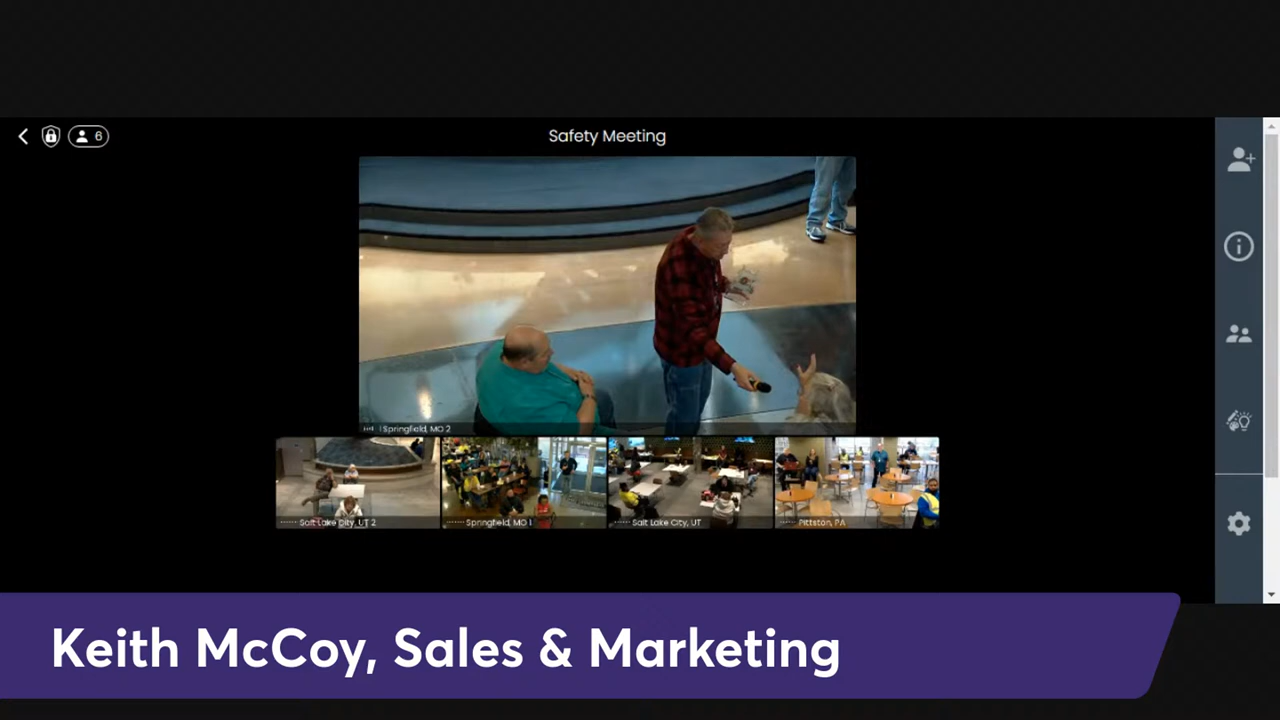 6
Safety Meeting
Springfield, MO 2
Salt Lake City, UT 2
Springfield, MO 1
Salt Lake City, UT
Pittston, PA
Keith McCoy, Sales & Marketing